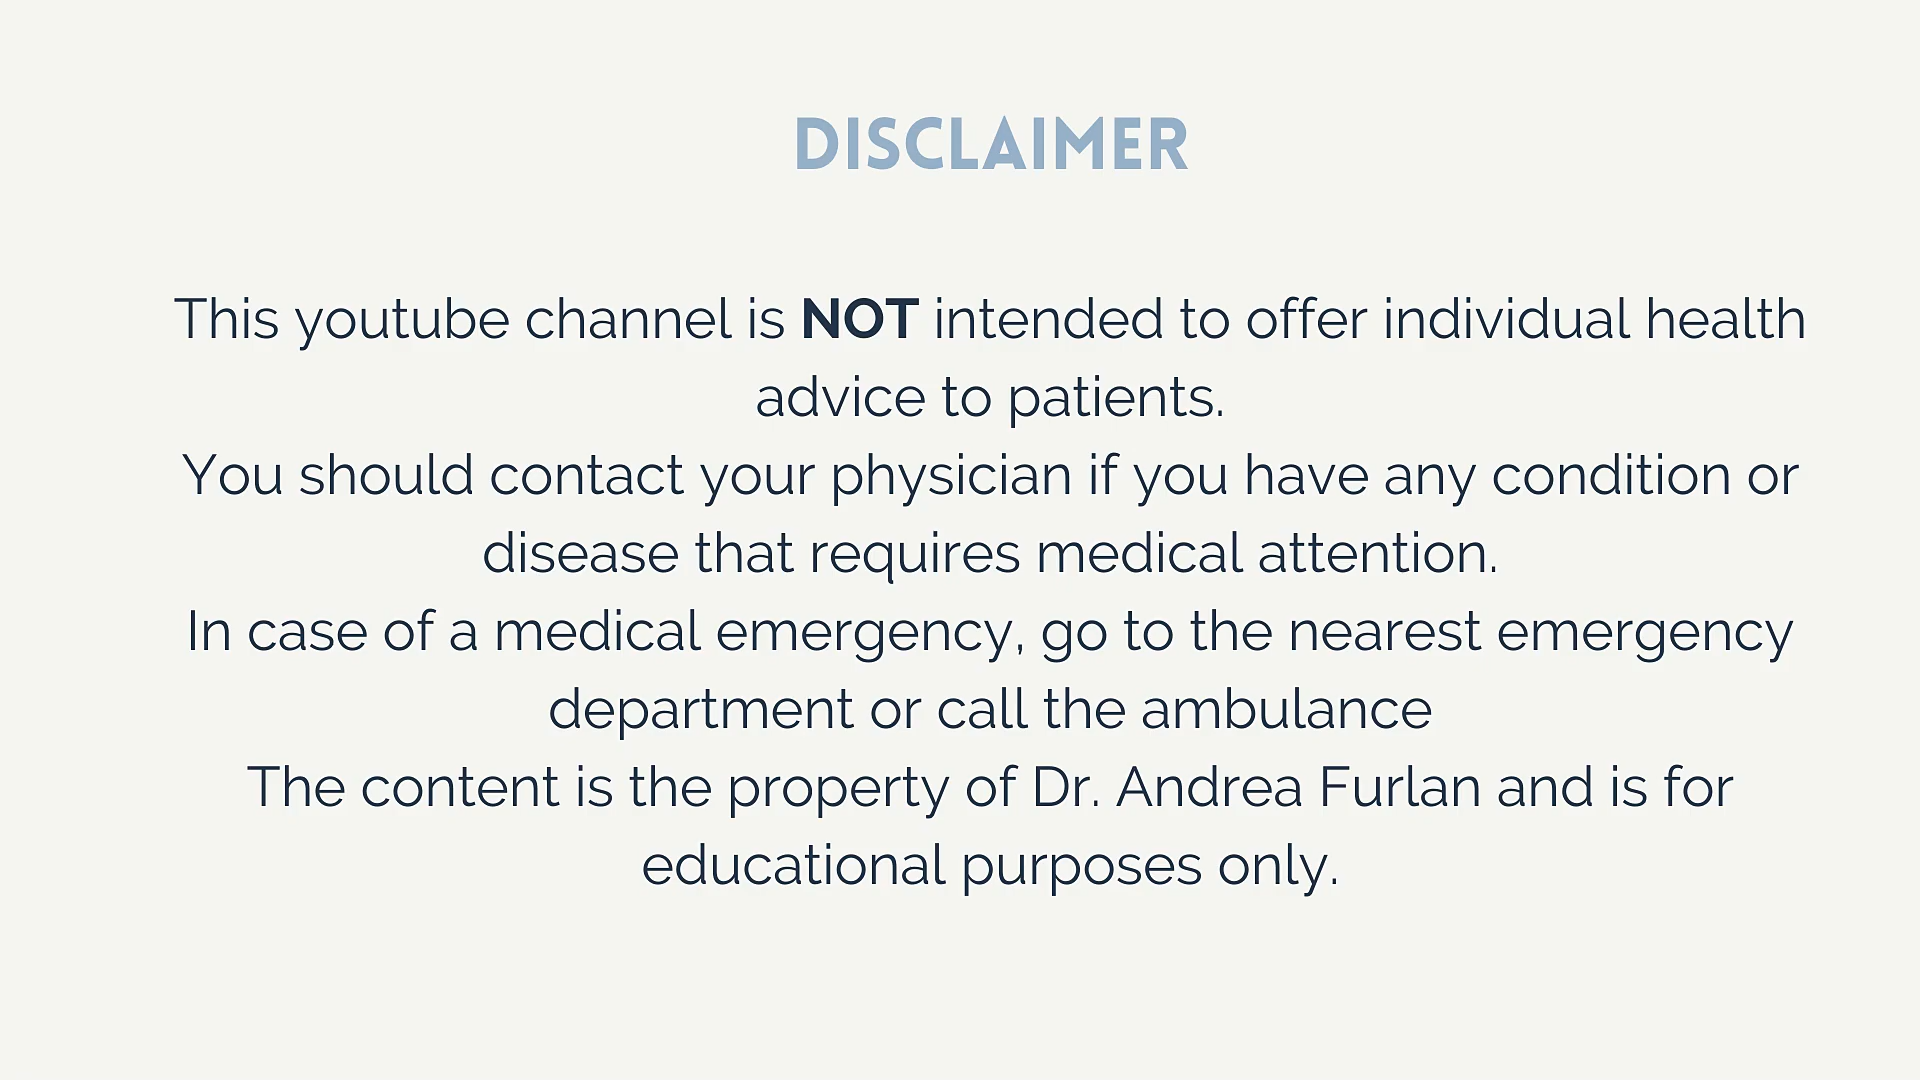 DISCLAIMER
This youtube channel is NOT intended to offer individual health
advice to patients.
You should contact your physician if you have any condition or
disease that requires medical attention.
In case of a medical emergency, go to the nearest emergency
department or call the ambulance
The content is the property of Dr. Andrea Furlan and is for
educational purposes only.